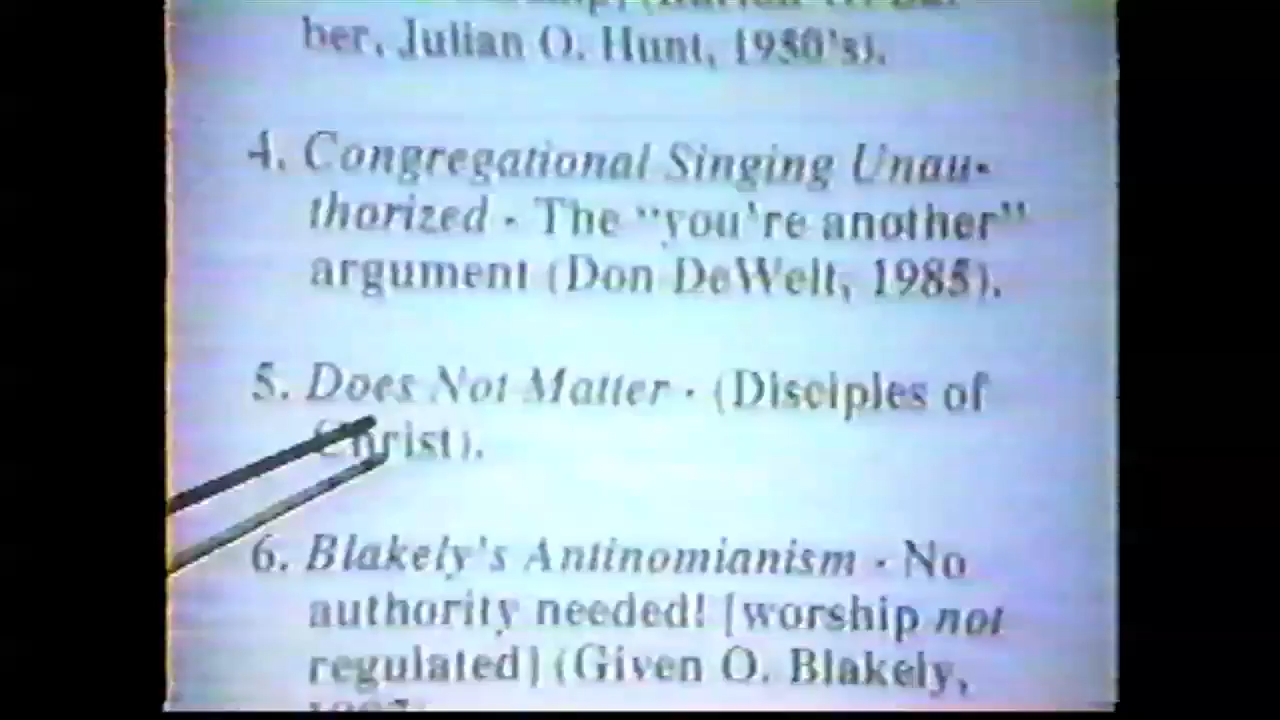 ber, Julian O. Hunt, 1950's).
4. Congregational Singing Unau-
thorized - The "you're another"
argument (Don DeWelt, 1985).
5. Does Not Matter - (Disciples of
Christ).
6. Blakely's Antinomianism - No
authority needed! [worship not
regulated] (Given O. Blakely,